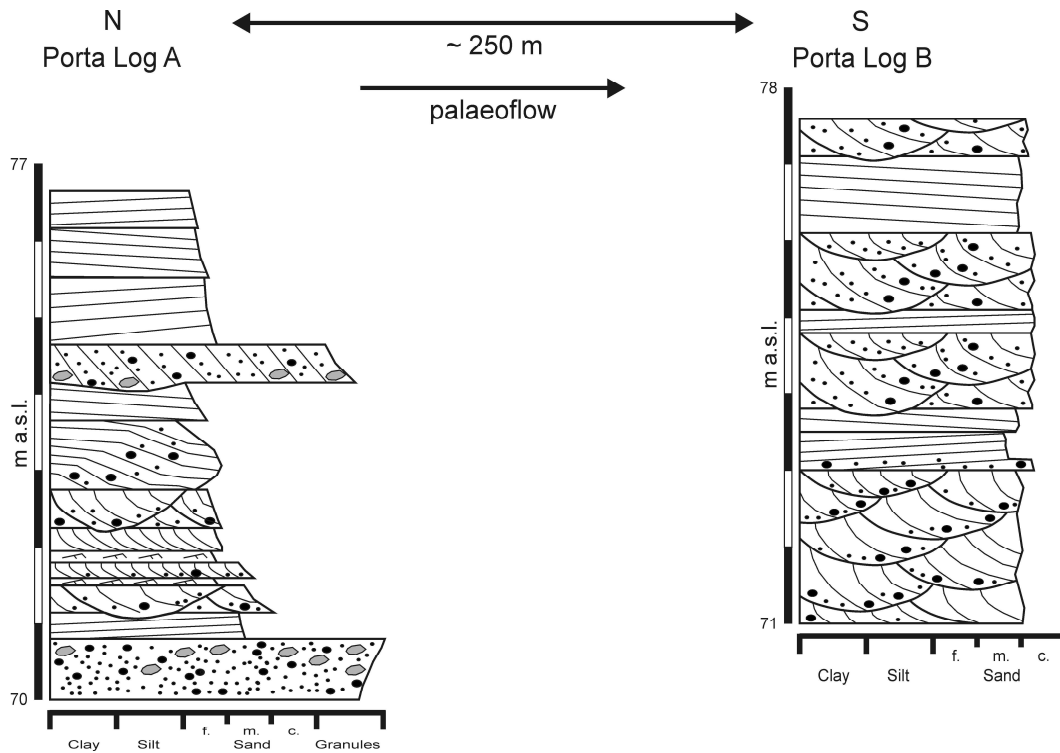 N
Porta Log A
~ 250 m
palaeoflow
S
Porta Log B
77
m a.s.l.
70
f. m. c.
Clay Silt Sand Granules
78
m a.s.l.
71
f. m. c.
Clay Silt Sand